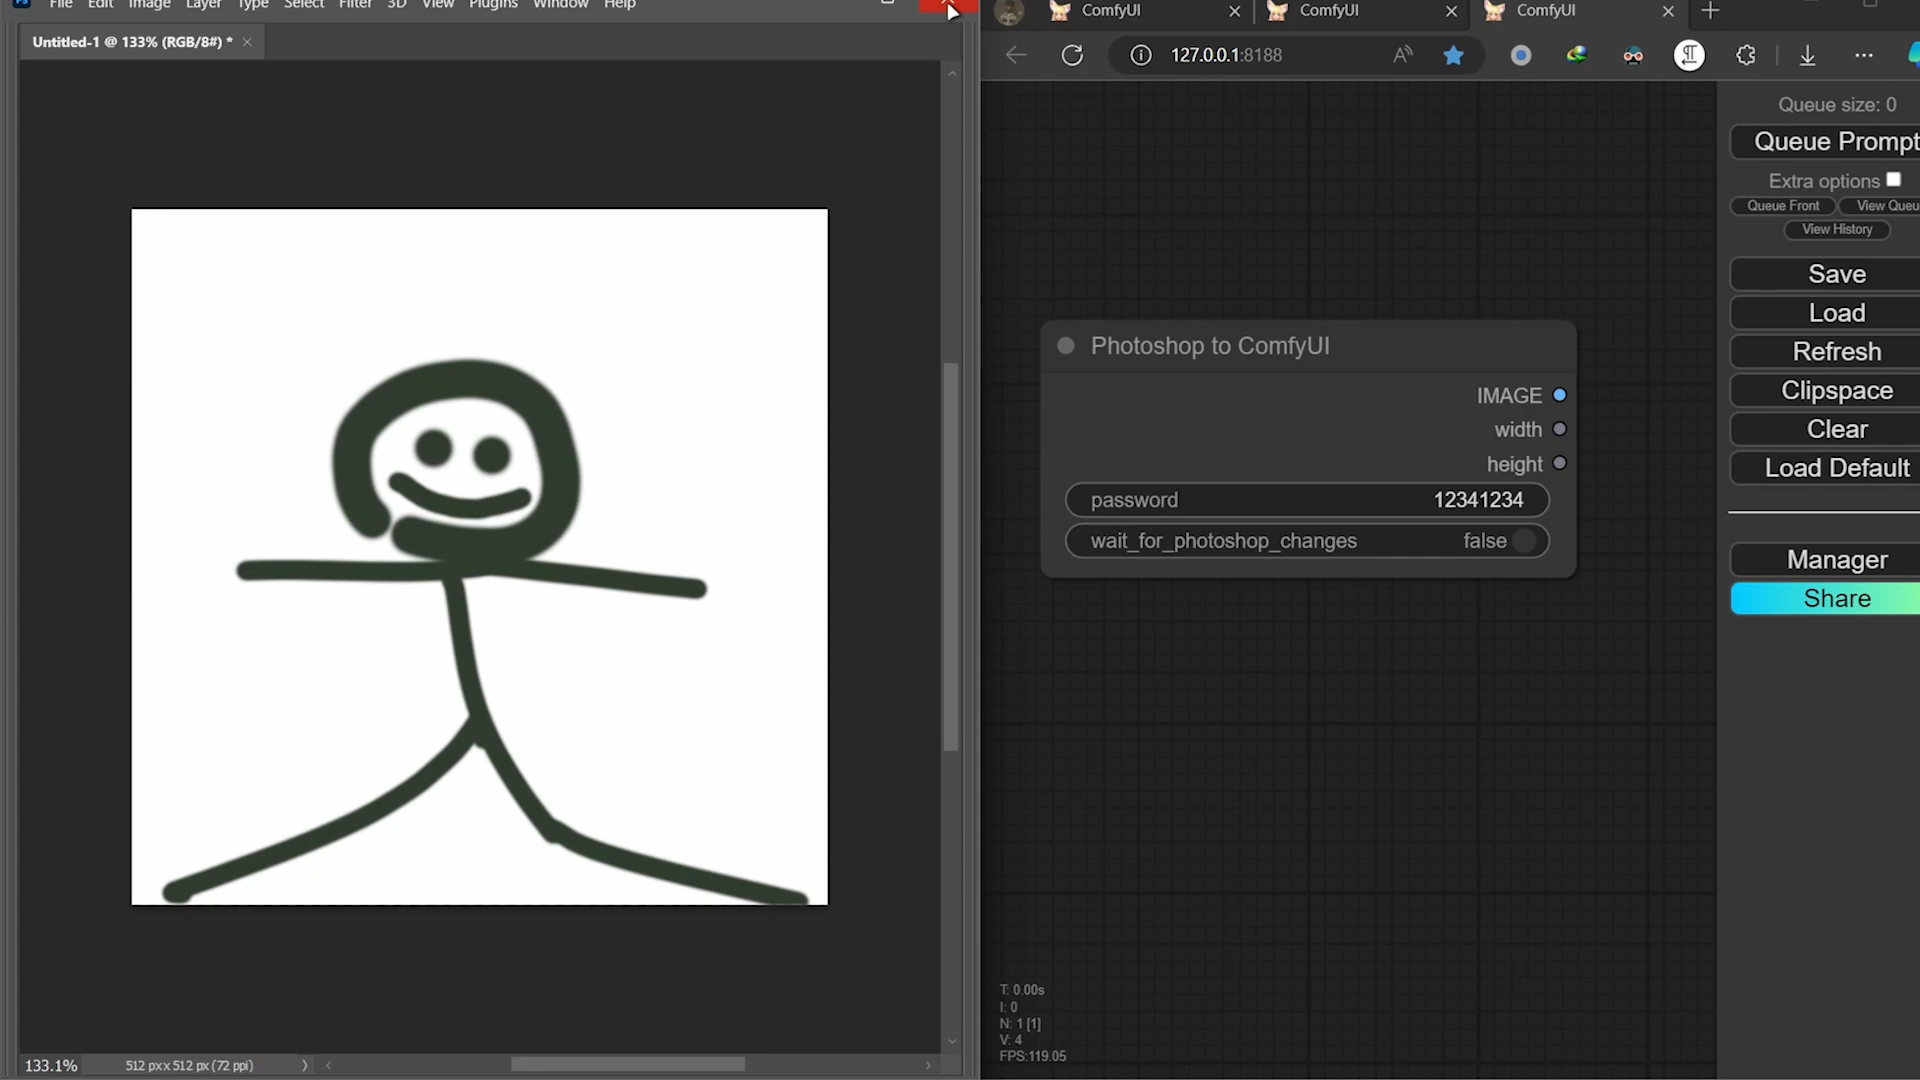 Ps File Edit Image Layer Type Select Filter 3D View Plugins Window Help
Untitled-1 @ 133% (RGB/8#) *
133.1% 512 px x 512 px (72 ppi)
ComfyUI ComfyUI ComfyUI
127.0.0.1:8188
Photoshop to ComfyUI
IMAGE
width
height
password 12341234
wait_for_photoshop_changes false
T: 0.00s
I: 0
N: 1 [1]
V: 4
FPS:119.05
Queue size: 0
Queue Prompt
Extra options
Queue Front View Queu
View History
Save
Load
Refresh
Clipspace
Clear
Load Default
Manager
Share